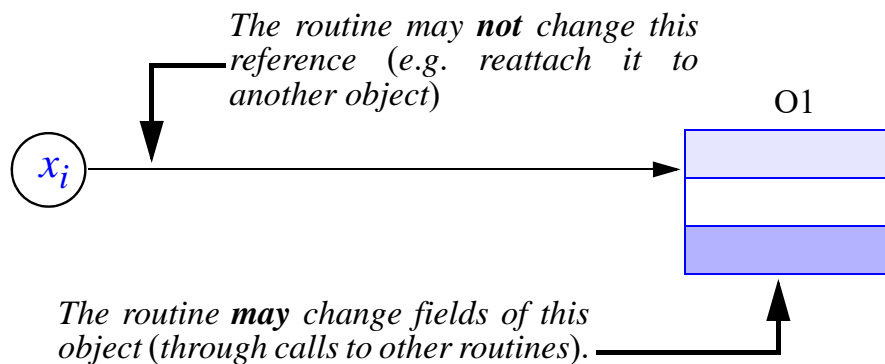 The routine may not change this
reference (e.g. reattach it to
another object)
O1
xi
The routine may change fields of this
object (through calls to other routines).